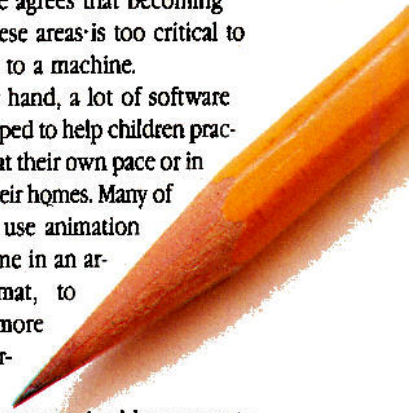 e agrees that becoming
ese areas is too critical to
to a machine.
hand, a lot of software
ped to help children prac-
at their own pace or in
eir homes. Many of
use animation
me in an ar-
mat, to
more
r-